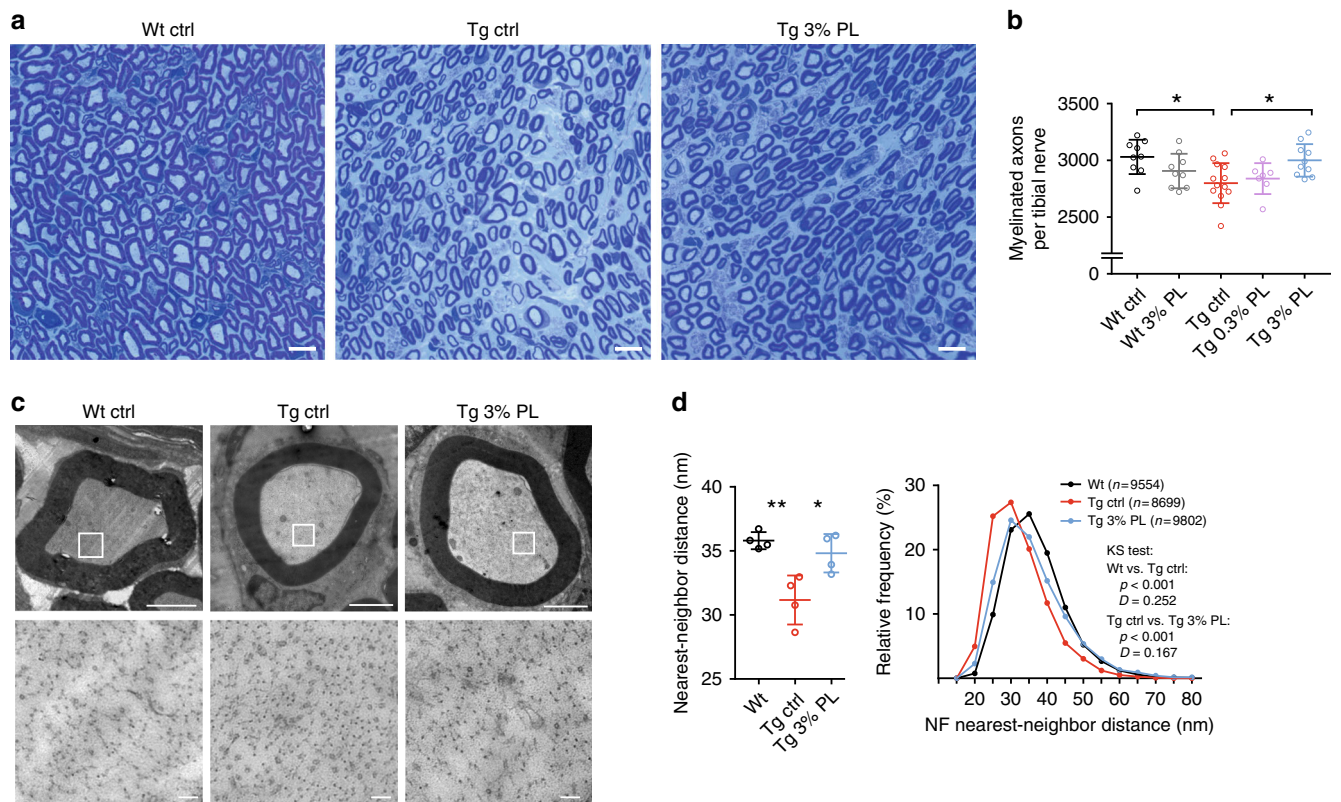 a
Wt ctrl
Tg ctrl
Tg 3% PL
b
Myelinated axons
per tibial nerve
3500
3000
2500
0
*
*
Wt ctrl
Wt 3% PL
Tg ctrl
Tg 0.3% PL
Tg 3% PL
c
Wt ctrl
Tg ctrl
Tg 3% PL
d
Nearest-neighbor distance (nm)
40
35
30
25
**
*
Wt
Tg ctrl
Tg 3% PL
Relative frequency (%)
30
20
10
20
30
40
50
60
70
80
NF nearest-neighbor distance (nm)
Wt (n=9554)
Tg ctrl (n=8699)
Tg 3% PL (n=9802)
KS test:
Wt vs. Tg ctrl:
p < 0.001
D = 0.252
Tg ctrl vs. Tg 3% PL:
p < 0.001
D = 0.167